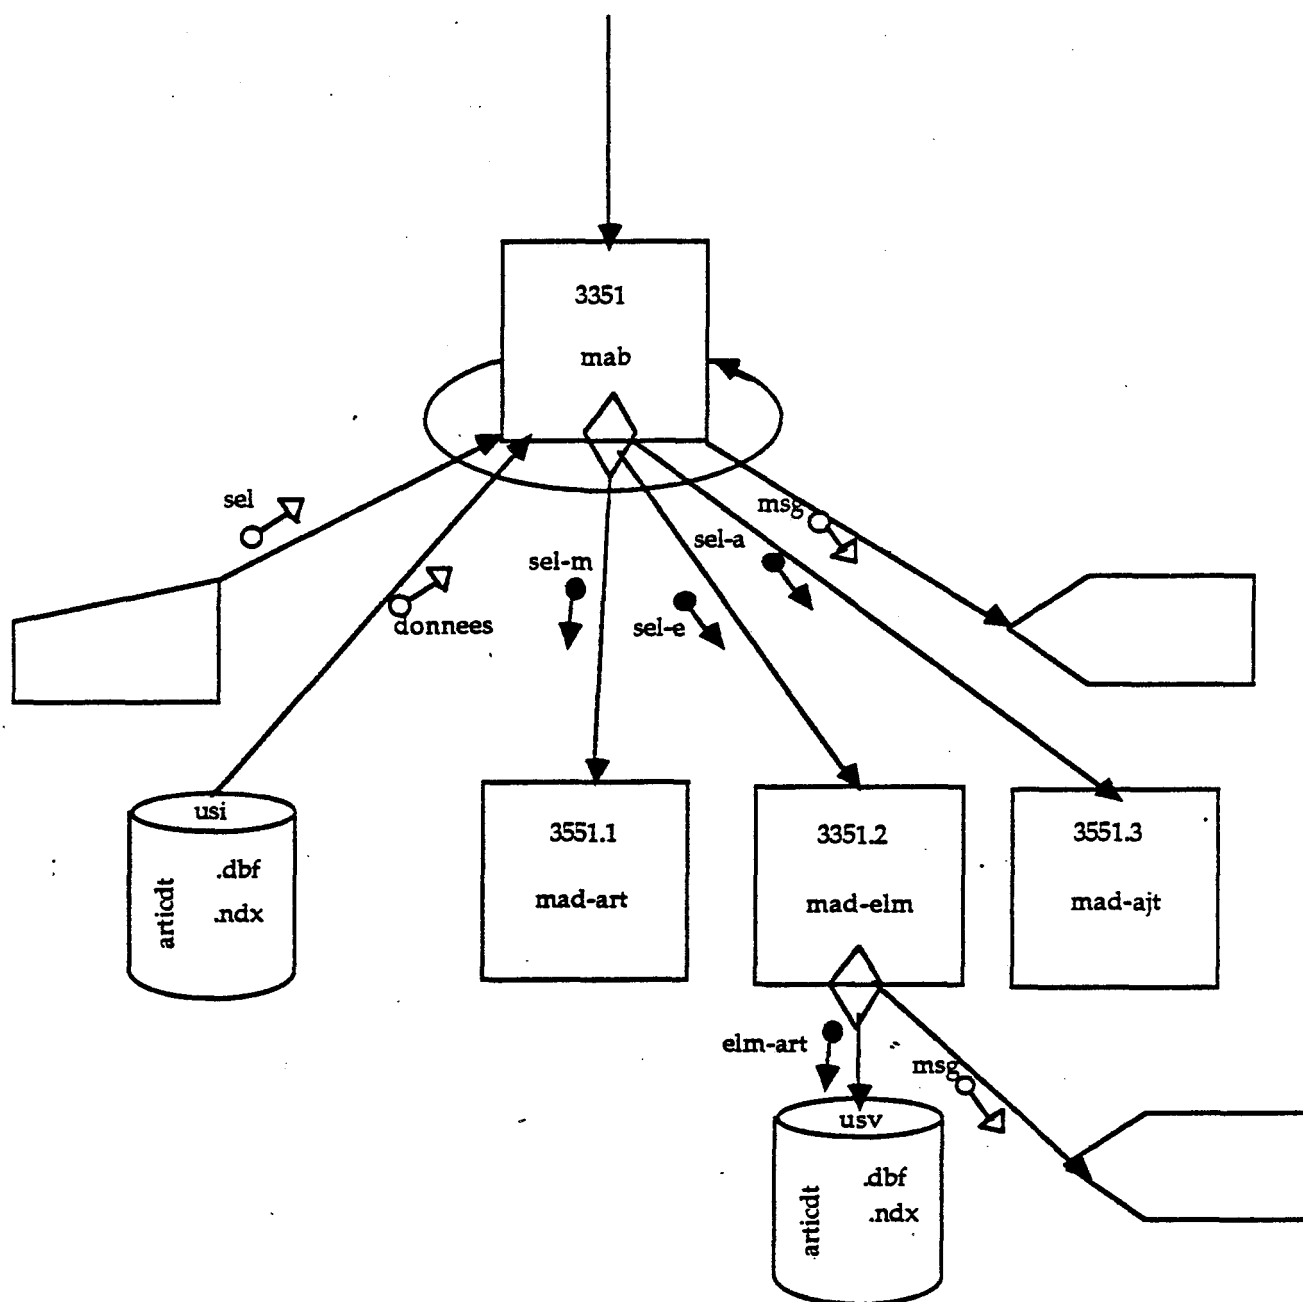 3351
mab
sel
msg
sel-a
sel-m
donnees
sel-e
usi
.dbf
articdt
.ndx
3551.1
mad-art
3351.2
mad-elm
3551.3
mad-ajt
elm-art
msg
usv
.dbf
articdt
.ndx